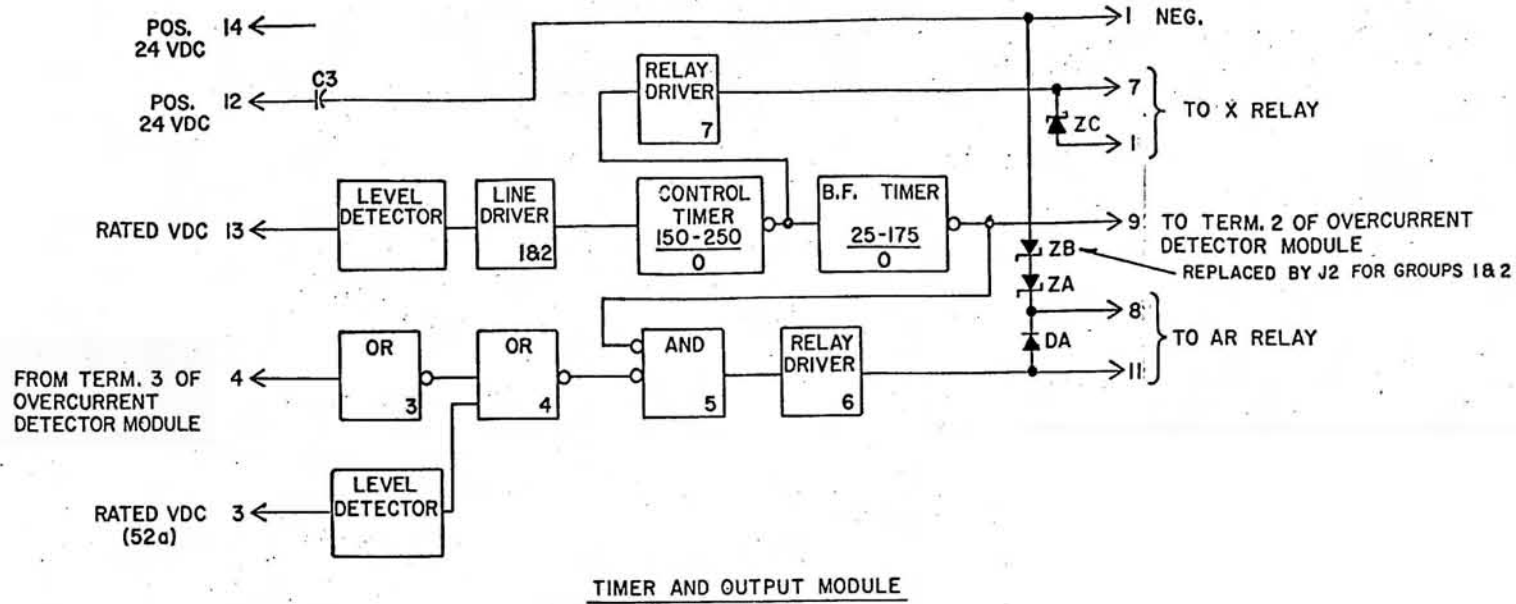 POS. 14
24 VDC
1 NEG.
C3
POS. 12
24 VDC
RELAY
DRIVER
7
7
ZC
1
TO X RELAY
RATED VDC 13
LEVEL
DETECTOR
LINE
DRIVER
1&2
CONTROL
TIMER
150-250
0
B.F. TIMER
25-175
0
9 TO TERM. 2 OF OVERCURRENT
DETECTOR MODULE
ZB
REPLACED BY J2 FOR GROUPS 1&2
ZA
8
DA
TO AR RELAY
11
FROM TERM. 3 OF 4
OVERCURRENT
DETECTOR MODULE
OR
3
OR
4
AND
5
RELAY
DRIVER
6
RATED VDC 3
(52a)
LEVEL
DETECTOR
TIMER AND OUTPUT MODULE